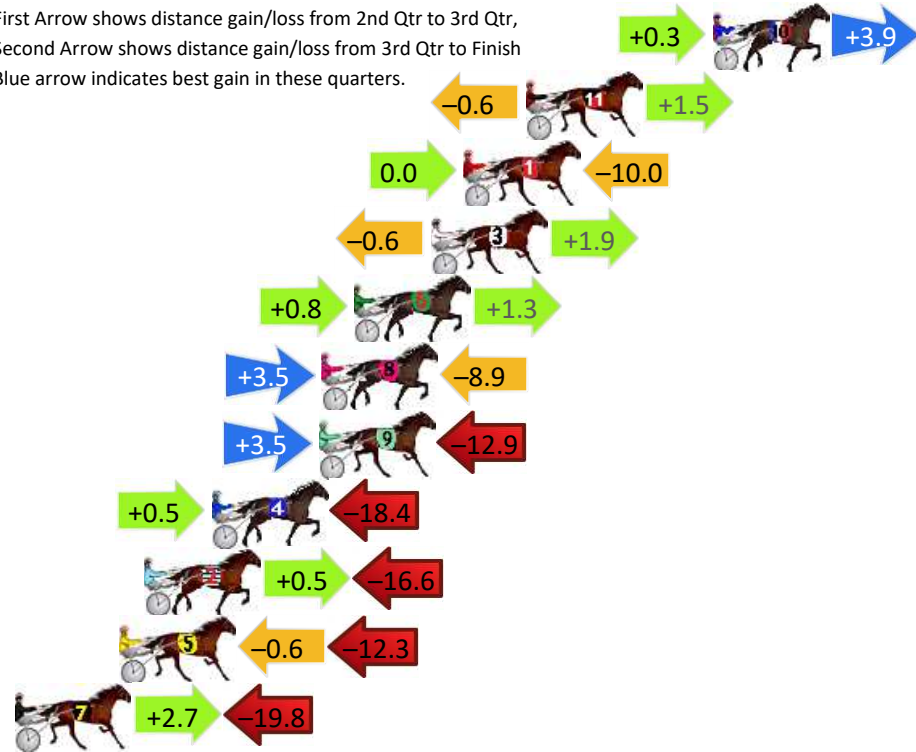 First Arrow shows distance gain/loss from 2nd Qtr to 3rd Qtr,
Second Arrow shows distance gain/loss from 3rd Qtr to Finish
Blue arrow indicates best gain in these quarters.
+0.3 10 +3.9
−0.6 11 +1.5
0.0 1 −10.0
−0.6 3 +1.9
+0.8 6 +1.3
+3.5 8 −8.9
+3.5 9 −12.9
+0.5 4 −18.4
2 +0.5 −16.6
5 −0.6 −12.3
7 +2.7 −19.8